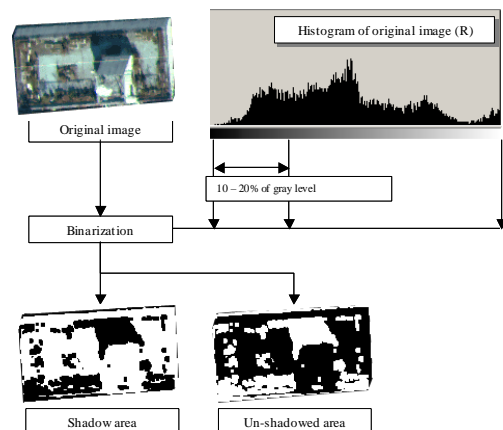 Histogram of original image (R)
Original image
10 – 20% of gray level
Binarization
Shadow area
Un-shadowed area